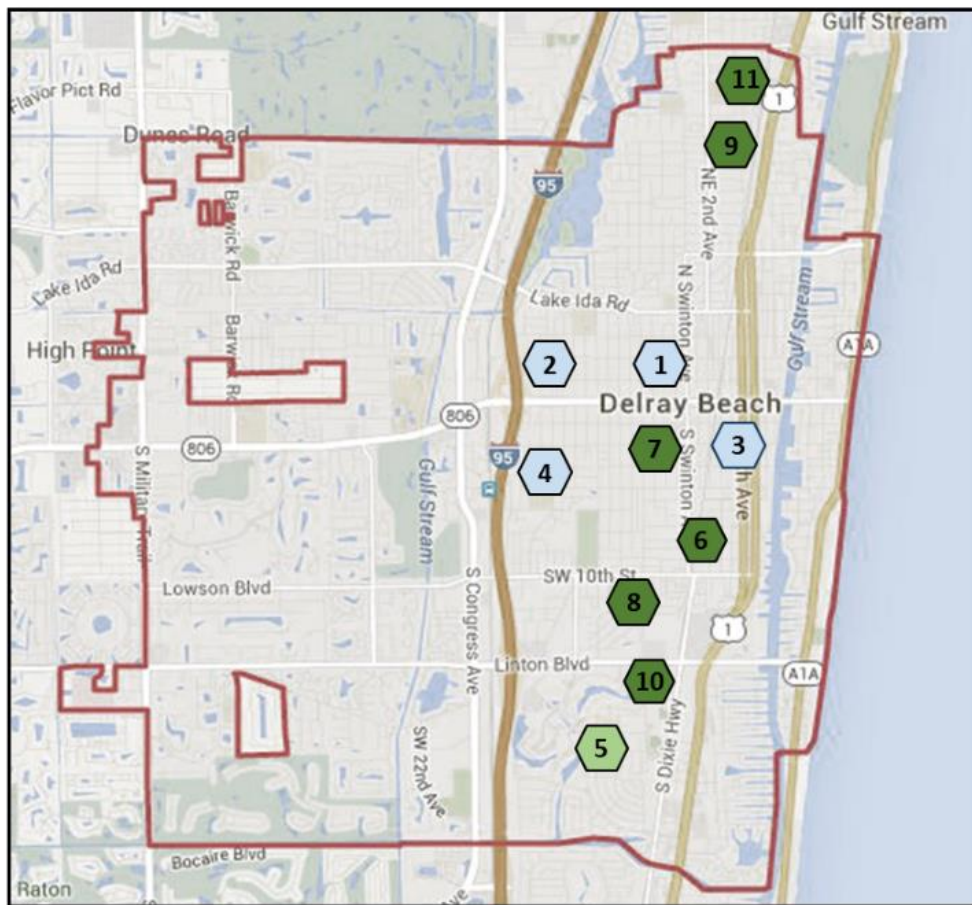 Gulf Stream
Flavor Pict Rd
11
1
Dunes Road
9
95
NE 2nd Ave
Barwick Rd
Lake Ida Rd
N Swinton Ave
Gulf Stream
Lake Ida Rd
High Point
Barwick Rd
2
1
A1A
806
Delray Beach
806
95
7
3
S Military Trail
Gulf Stream
4
S Swinton A
h Ave
6
SW 10th St
Lowson Blvd
8
S Congress Ave
1
Linton Blvd
A1A
10
5
SW 22nd Ave
S Dixie Hwy
Bocaire Blvd
Raton
Ave